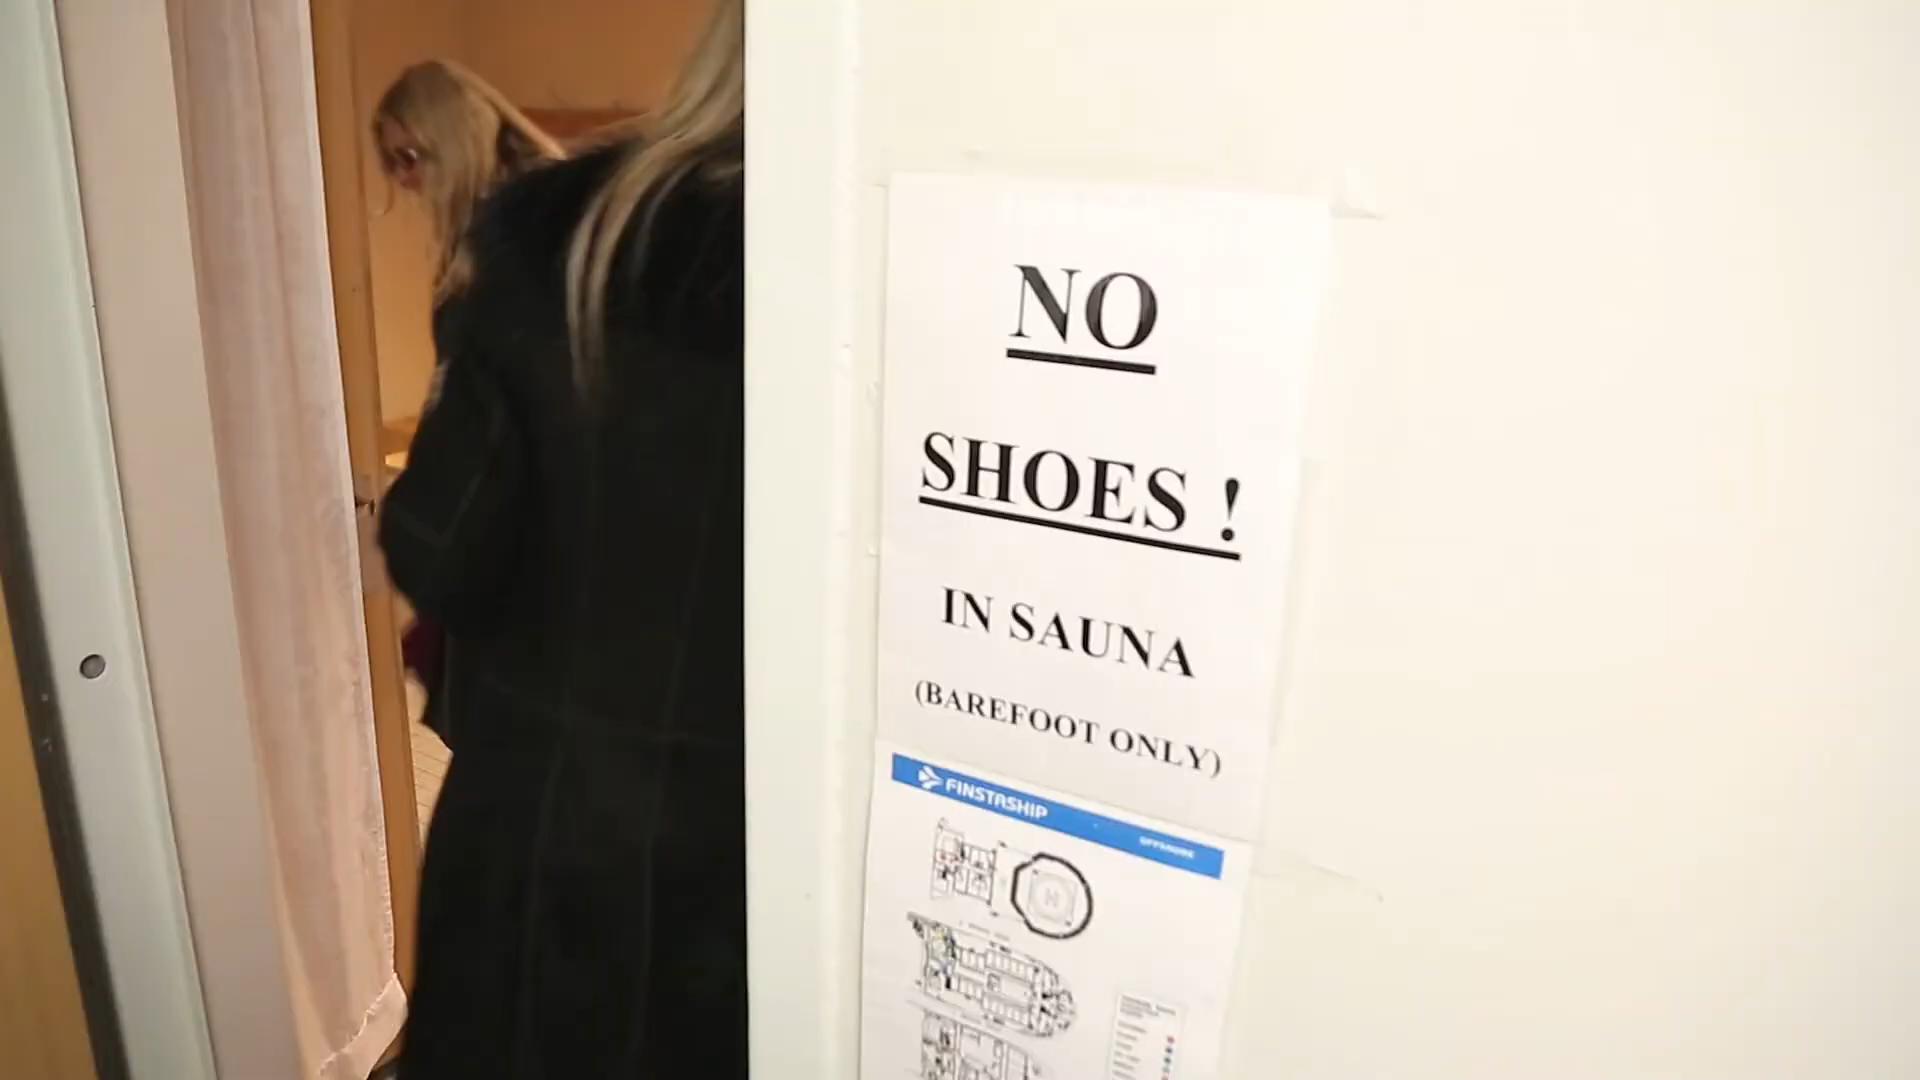 NO
SHOES !
IN SAUNA
(BAREFOOT ONLY)
FINSTASHIP
OFFSHORE
H